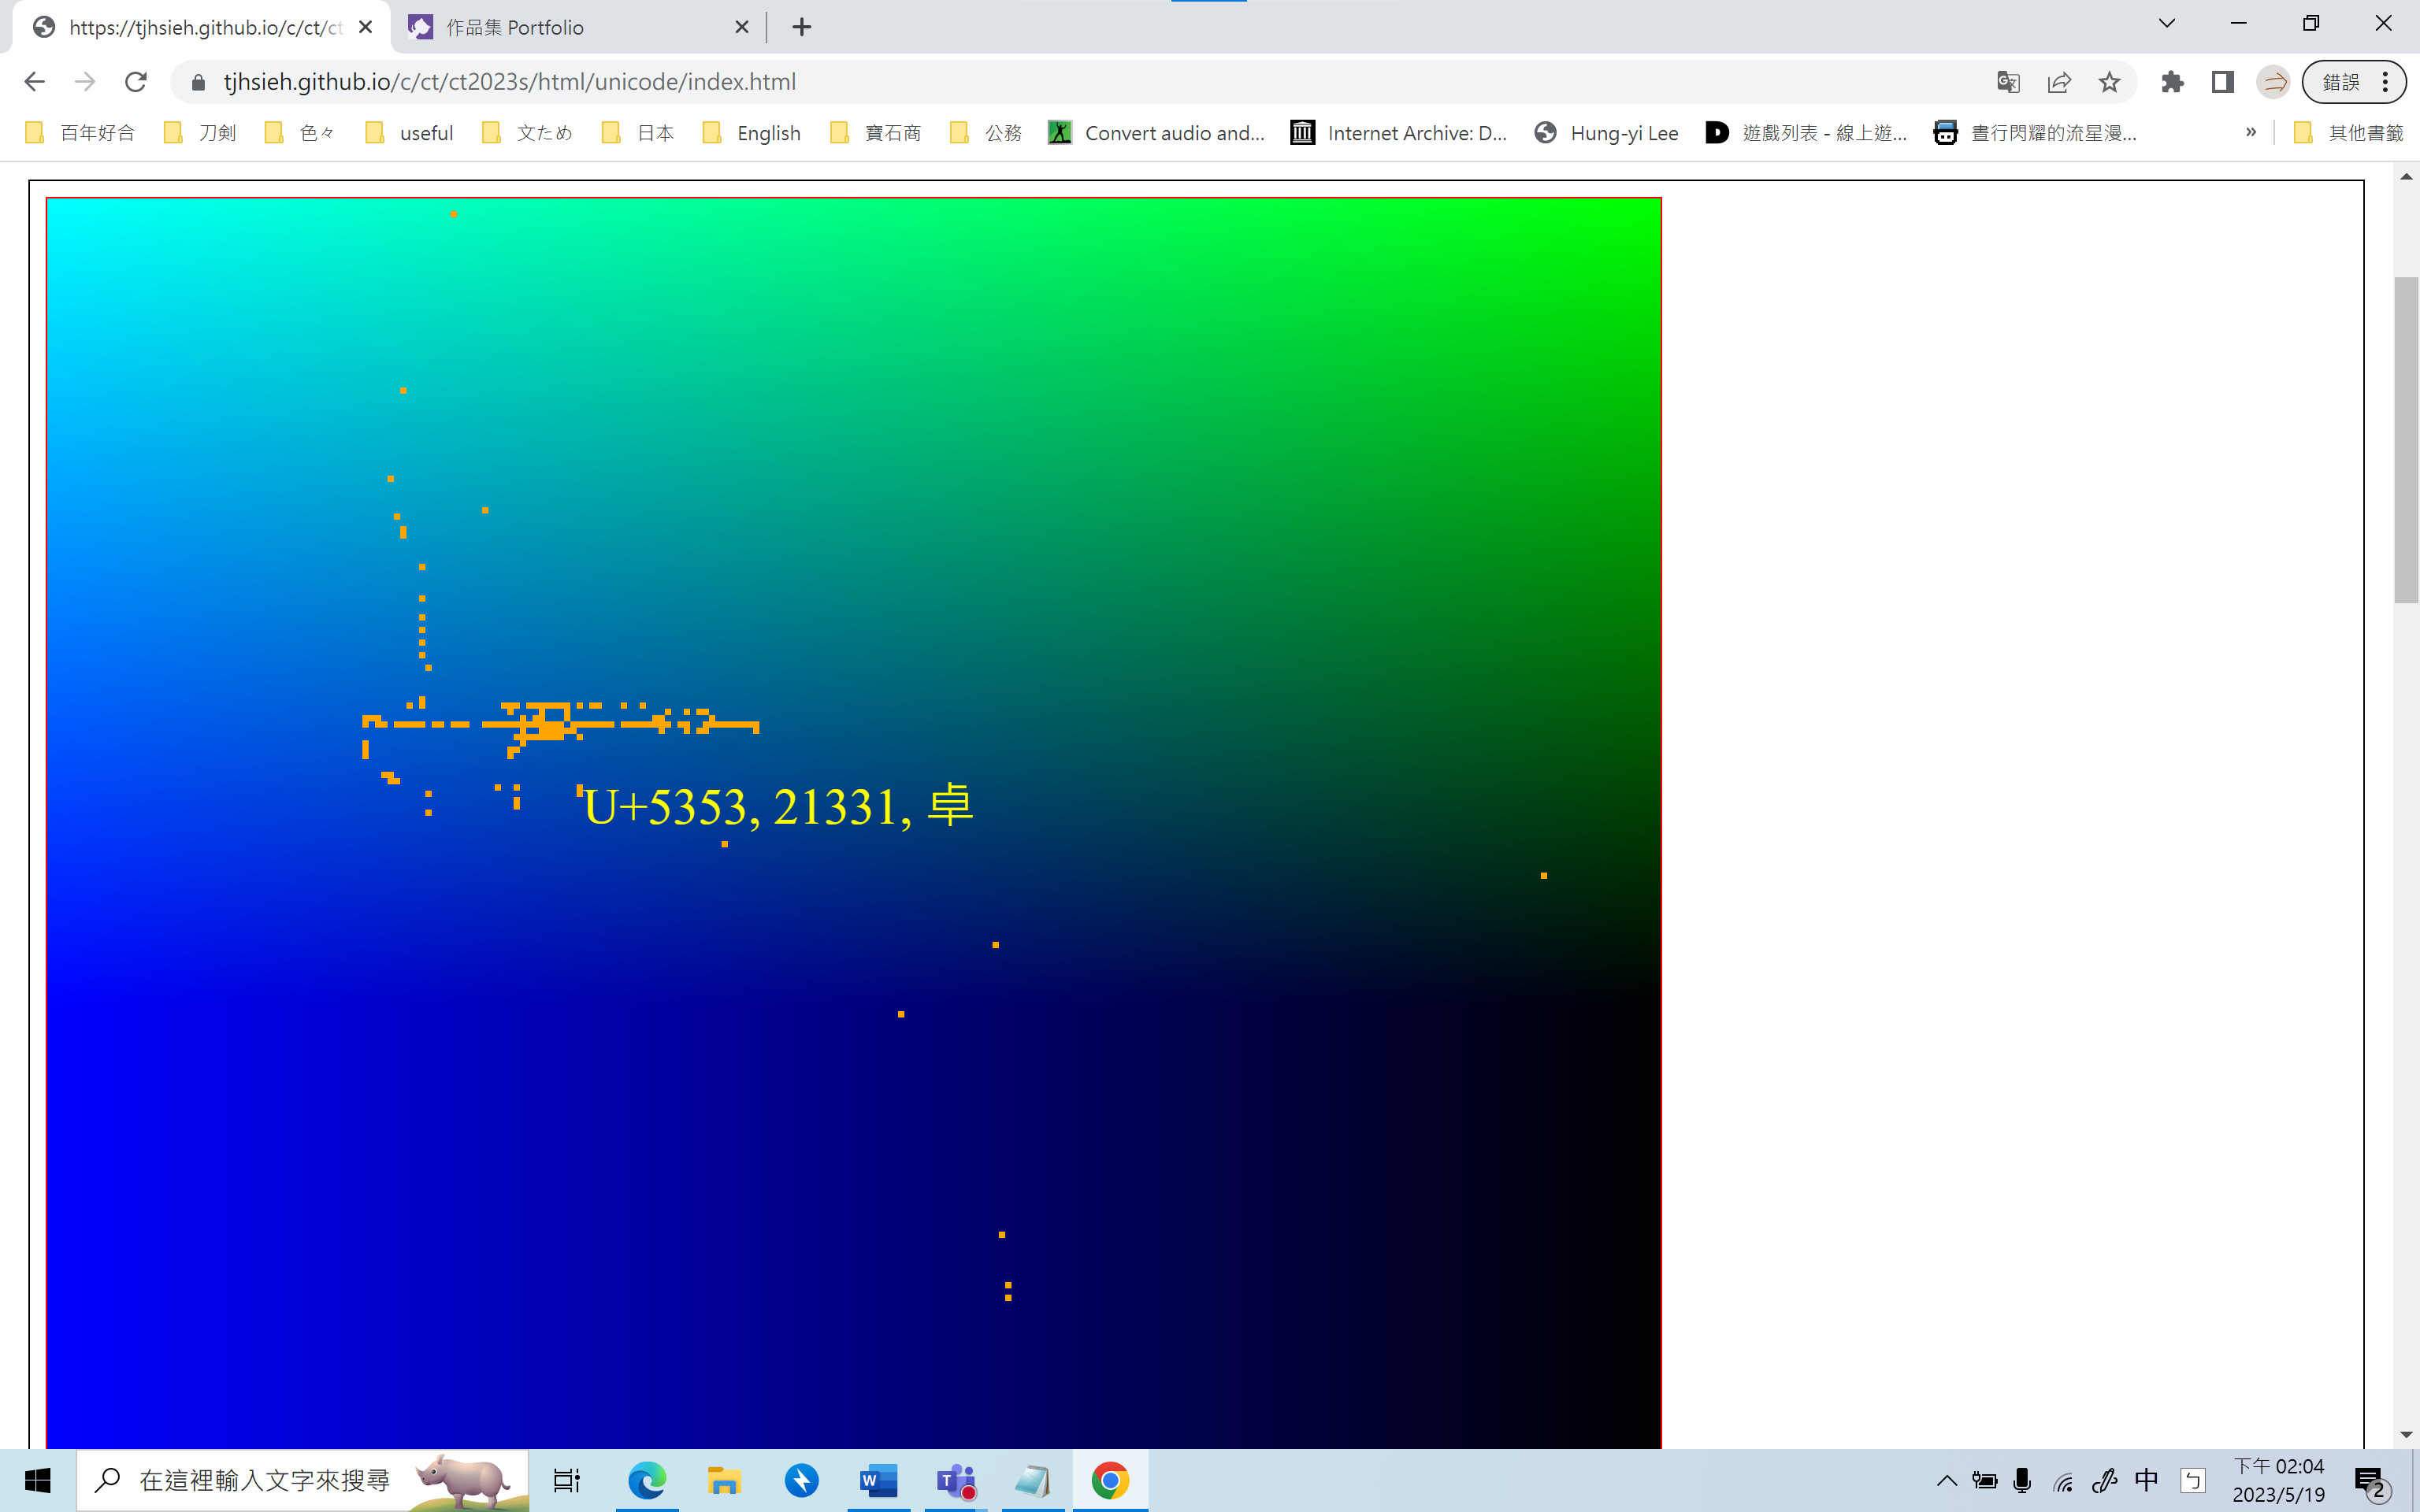 https://tjhsieh.github.io/c/ct/ct
作品集 Portfolio
tjhsieh.github.io/c/ct/ct2023s/html/unicode/index.html
錯誤
百年好合
刀剣
色々
useful
文ため
日本
English
寶石商
公務
Convert audio and...
Internet Archive: D...
Hung-yi Lee
遊戲列表 - 線上遊...
晝行閃耀的流星漫...
»
其他書籤
U+5353, 21331, 卓
在這裡輸入文字來搜尋
中
ㄅ
下午 02:04
2023/5/19
2